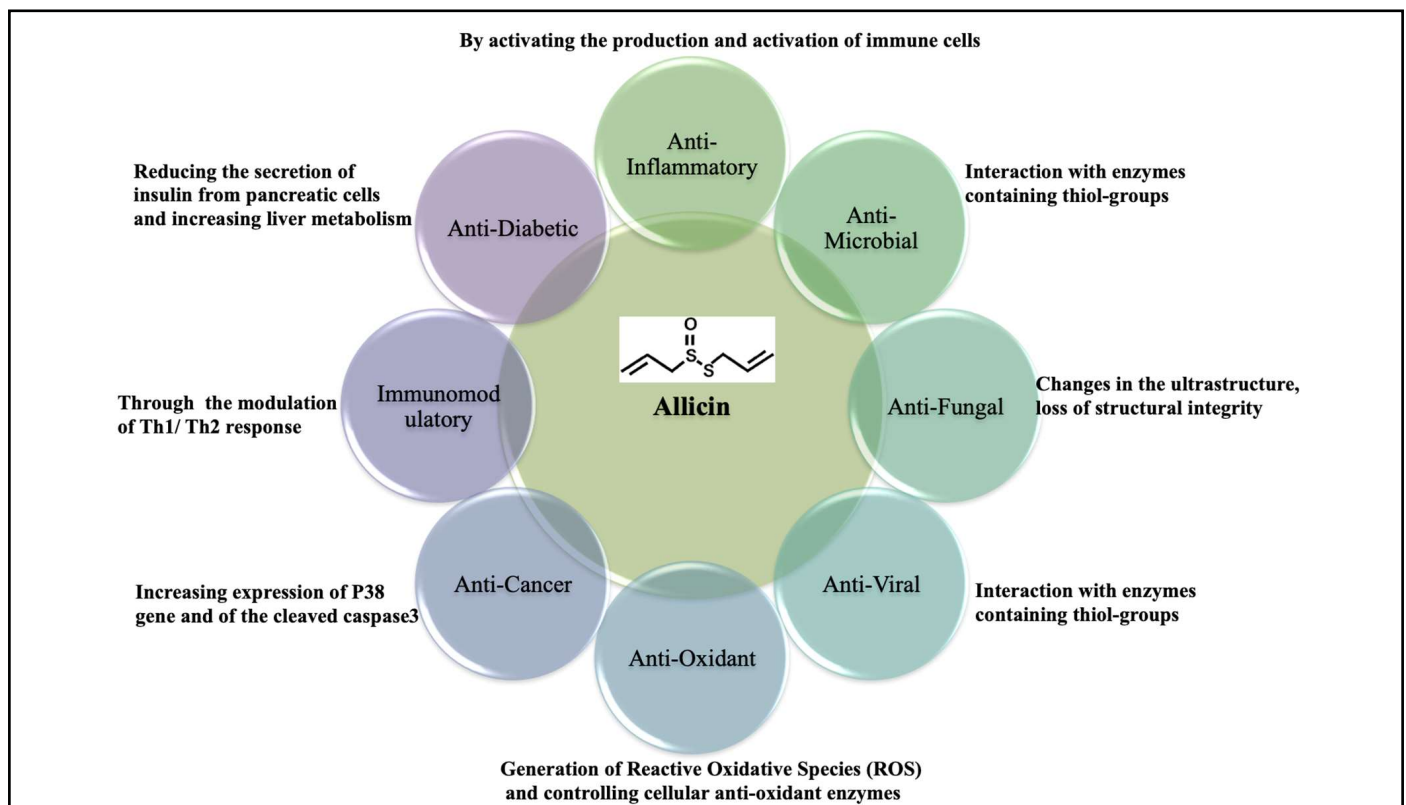 By activating the production and activation of immune cells
Anti-
Inflammatory
Interaction with enzymes
containing thiol-groups
Anti-
Microbial
Changes in the ultrastructure,
loss of structural integrity
Anti-Fungal
Interaction with enzymes
containing thiol-groups
Anti-Viral
Anti-Oxidant
Generation of Reactive Oxidative Species (ROS)
and controlling cellular anti-oxidant enzymes
Anti-Cancer
Increasing expression of P38
gene and of the cleaved caspase3
Immunomod
ulatory
Through the modulation
of Th1/ Th2 response
Anti-Diabetic
Reducing the secretion of
insulin from pancreatic cells
and increasing liver metabolism
O
S
S
Allicin